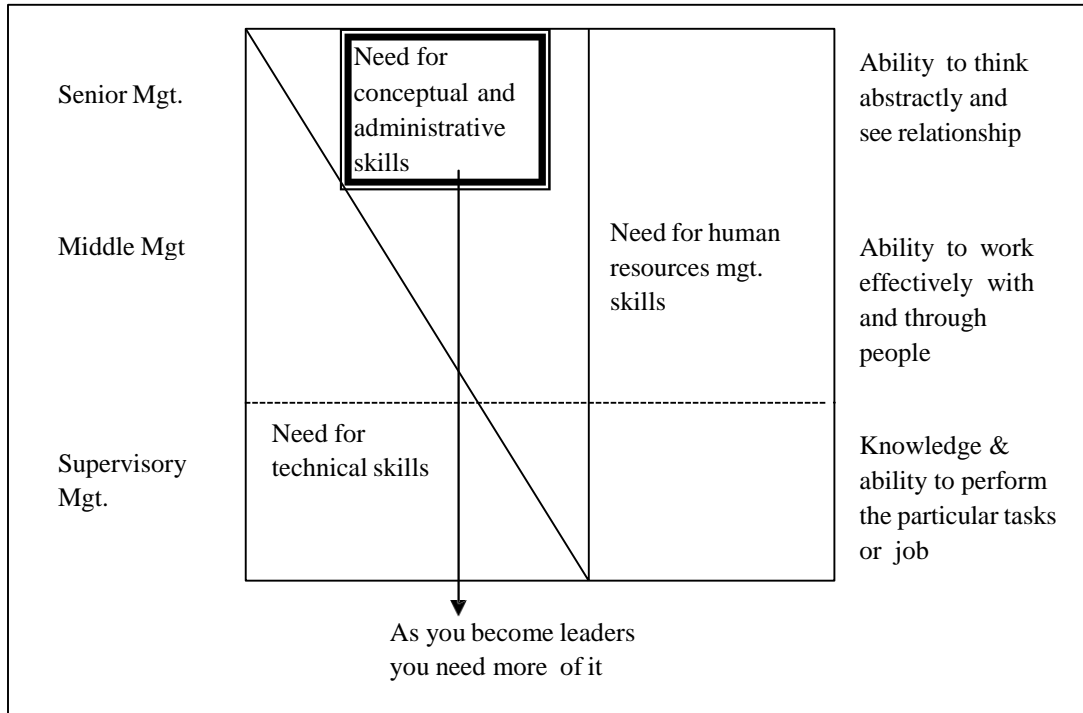 Senior Mgt.
Need for
conceptual and
administrative
skills
Ability to think
abstractly and
see relationship
Middle Mgt
Need for human
resources mgt.
skills
Ability to work
effectively with
and through
people
Supervisory
Mgt.
Need for
technical skills
Knowledge &
ability to perform
the particular tasks
or job
As you become leaders
you need more of it